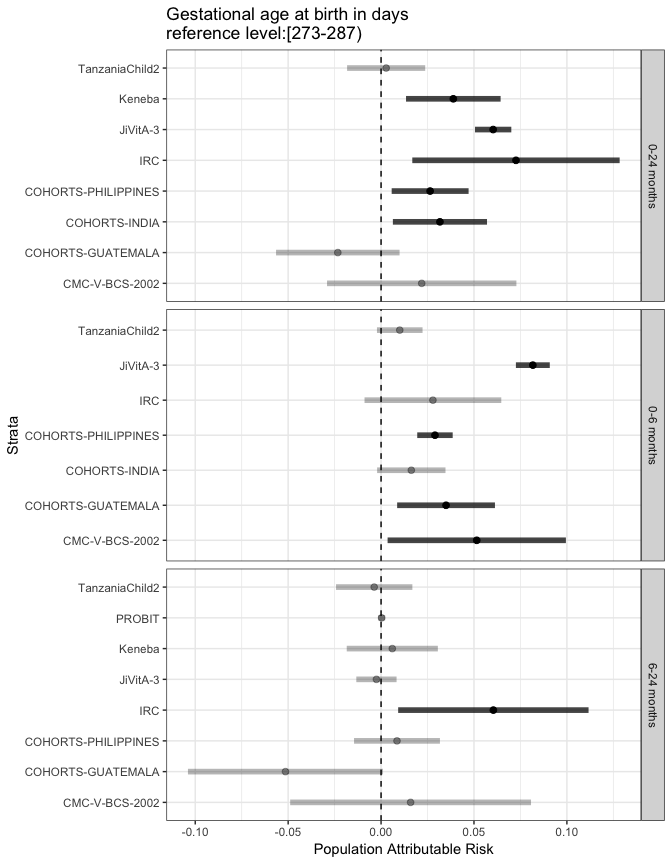 Gestational age at birth in days
reference level:[273-287)
TanzaniaChild2
Keneba
JiVitA-3
IRC
COHORTS-PHILIPPINES
COHORTS-INDIA
COHORTS-GUATEMALA
CMC-V-BCS-2002
0-24 months
TanzaniaChild2
JiVitA-3
IRC
COHORTS-PHILIPPINES
COHORTS-INDIA
COHORTS-GUATEMALA
CMC-V-BCS-2002
0-6 months
Strata
TanzaniaChild2
PROBIT
Keneba
JiVitA-3
IRC
COHORTS-PHILIPPINES
COHORTS-GUATEMALA
CMC-V-BCS-2002
6-24 months
-0.10 -0.05 0.00 0.05 0.10
Population Attributable Risk